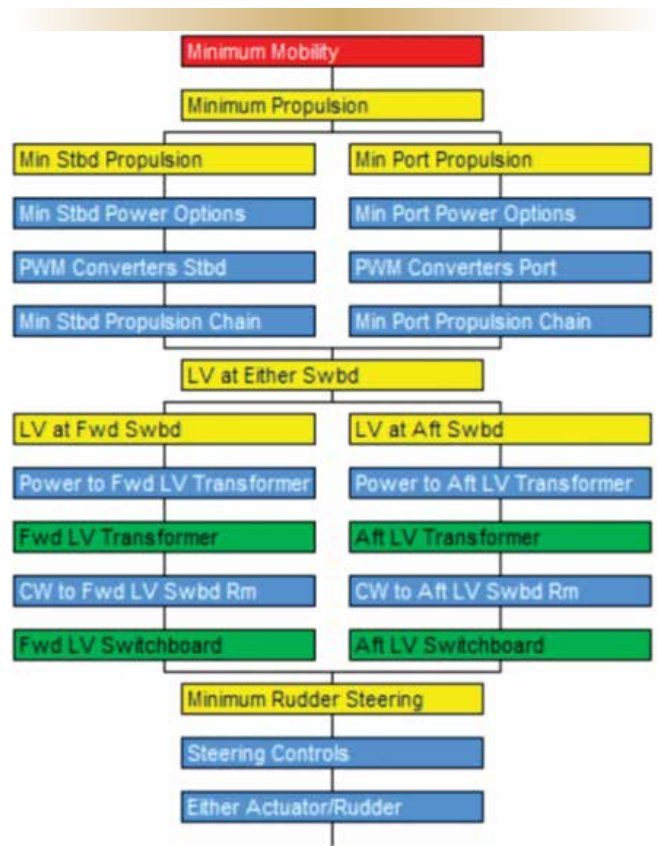 Minimum Mobility
Minimum Propulsion
Min Stbd Propulsion
Min Port Propulsion
Min Stbd Power Options
Min Port Power Options
PWM Converters Stbd
PWM Converters Port
Min Stbd Propulsion Chain
Min Port Propulsion Chain
LV at Either Swbd
LV at Fwd Swbd
LV at Aft Swbd
Power to Fwd LV Transformer
Power to Aft LV Transformer
Fwd LV Transformer
Aft LV Transformer
CW to Fwd LV Swbd Rm
CW to Aft LV Swbd Rm
Fwd LV Switchboard
Aft LV Switchboard
Minimum Rudder Steering
Steering Controls
Either Actuator/Rudder